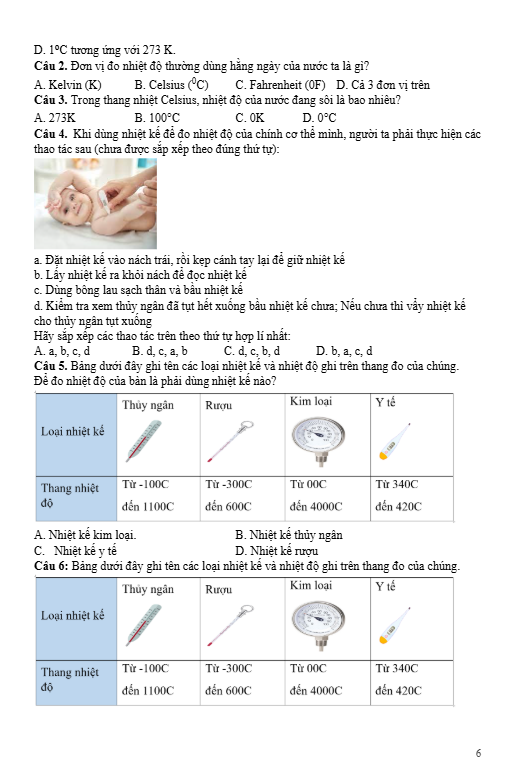 D. 1⁰C tương ứng với 273 K.
Câu 2. Đơn vị đo nhiệt độ thường dùng hằng ngày của nước ta là gì?
A. Kelvin (K) B. Celsius (⁰C) C. Fahrenheit (0F) D. Cả 3 đơn vị trên
Câu 3. Trong thang nhiệt Celsius, nhiệt độ của nước đang sôi là bao nhiêu?
A. 273K B. 100°C C. 0K D. 0°C
Câu 4. Khi dùng nhiệt kế để đo nhiệt độ của chính cơ thể mình, người ta phải thực hiện các
thao tác sau (chưa được sắp xếp theo đúng thứ tự):
a. Đặt nhiệt kế vào nách trái, rồi kẹp cánh tay lại để giữ nhiệt kế
b. Lấy nhiệt kế ra khỏi nách để đọc nhiệt kế
c. Dùng bông lau sạch thân và bầu nhiệt kế
d. Kiểm tra xem thủy ngân đã tụt hết xuống bầu nhiệt kế chưa; Nếu chưa thì vẩy nhiệt kế
cho thủy ngân tụt xuống
Hãy sắp xếp các thao tác trên theo thứ tự hợp lí nhất:
A. a, b, c, d B. d, c, a, b C. d, c, b, d D. b, a, c, d
Câu 5. Bảng dưới đây ghi tên các loại nhiệt kế và nhiệt độ ghi trên thang đo của chúng.
Để đo nhiệt độ của bàn là phải dùng nhiệt kế nào?
Loại nhiệt kế Thủy ngân Rượu Kim loại Y tế
Thang nhiệt Từ -100C Từ -300C Từ 00C Từ 340C
độ đến 1100C đến 600C đến 4000C đến 420C
A. Nhiệt kế kim loại. B. Nhiệt kế thủy ngân
C. Nhiệt kế y tế D. Nhiệt kế rượu
Câu 6: Bảng dưới đây ghi tên các loại nhiệt kế và nhiệt độ ghi trên thang đo của chúng.
Loại nhiệt kế Thủy ngân Rượu Kim loại Y tế
Thang nhiệt Từ -100C Từ -300C Từ 00C Từ 340C
độ đến 1100C đến 600C đến 4000C đến 420C
6